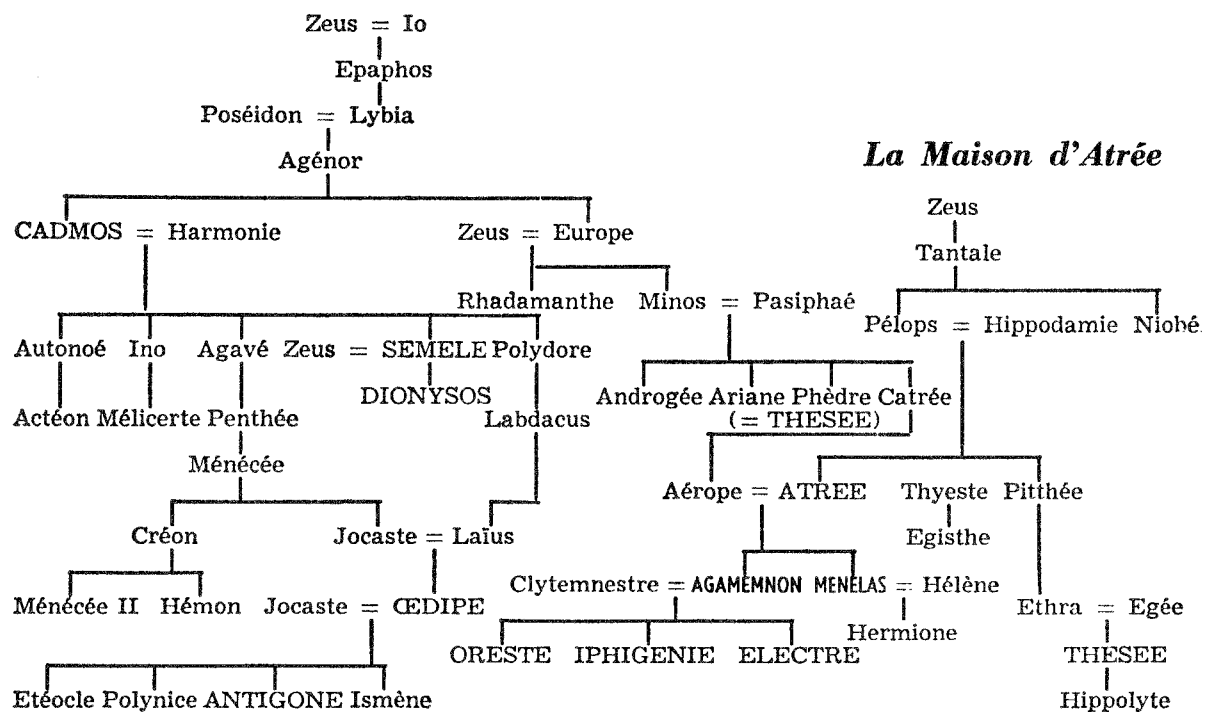 Zeus = Io
Epaphos
Poséidon = Lybia
Agénor
La Maison d'Atrée
CADMOS = Harmonie Zeus = Europe Zeus
Tantale
Rhadamanthe Minos = Pasiphaé
Pélops = Hippodamie Niobé
Autonoé Ino Agavé Zeus = SEMELE Polydore
DIONYSOS Androgée Ariane Phèdre Catrée
Actéon Mélicerte Penthée Labdacus (= THESEE)
Ménécée
Aérope = ATREE Thyeste Pitthée
Créon Jocaste = Laïus Egisthe
Clytemnestre = AGAMEMNON MENELAS = Hélène
Ménécée II Hémon Jocaste = ŒDIPE Ethra = Egée
Hermione
ORESTE IPHIGENIE ELECTRE THESEE
Etéocle Polynice ANTIGONE Ismène Hippolyte